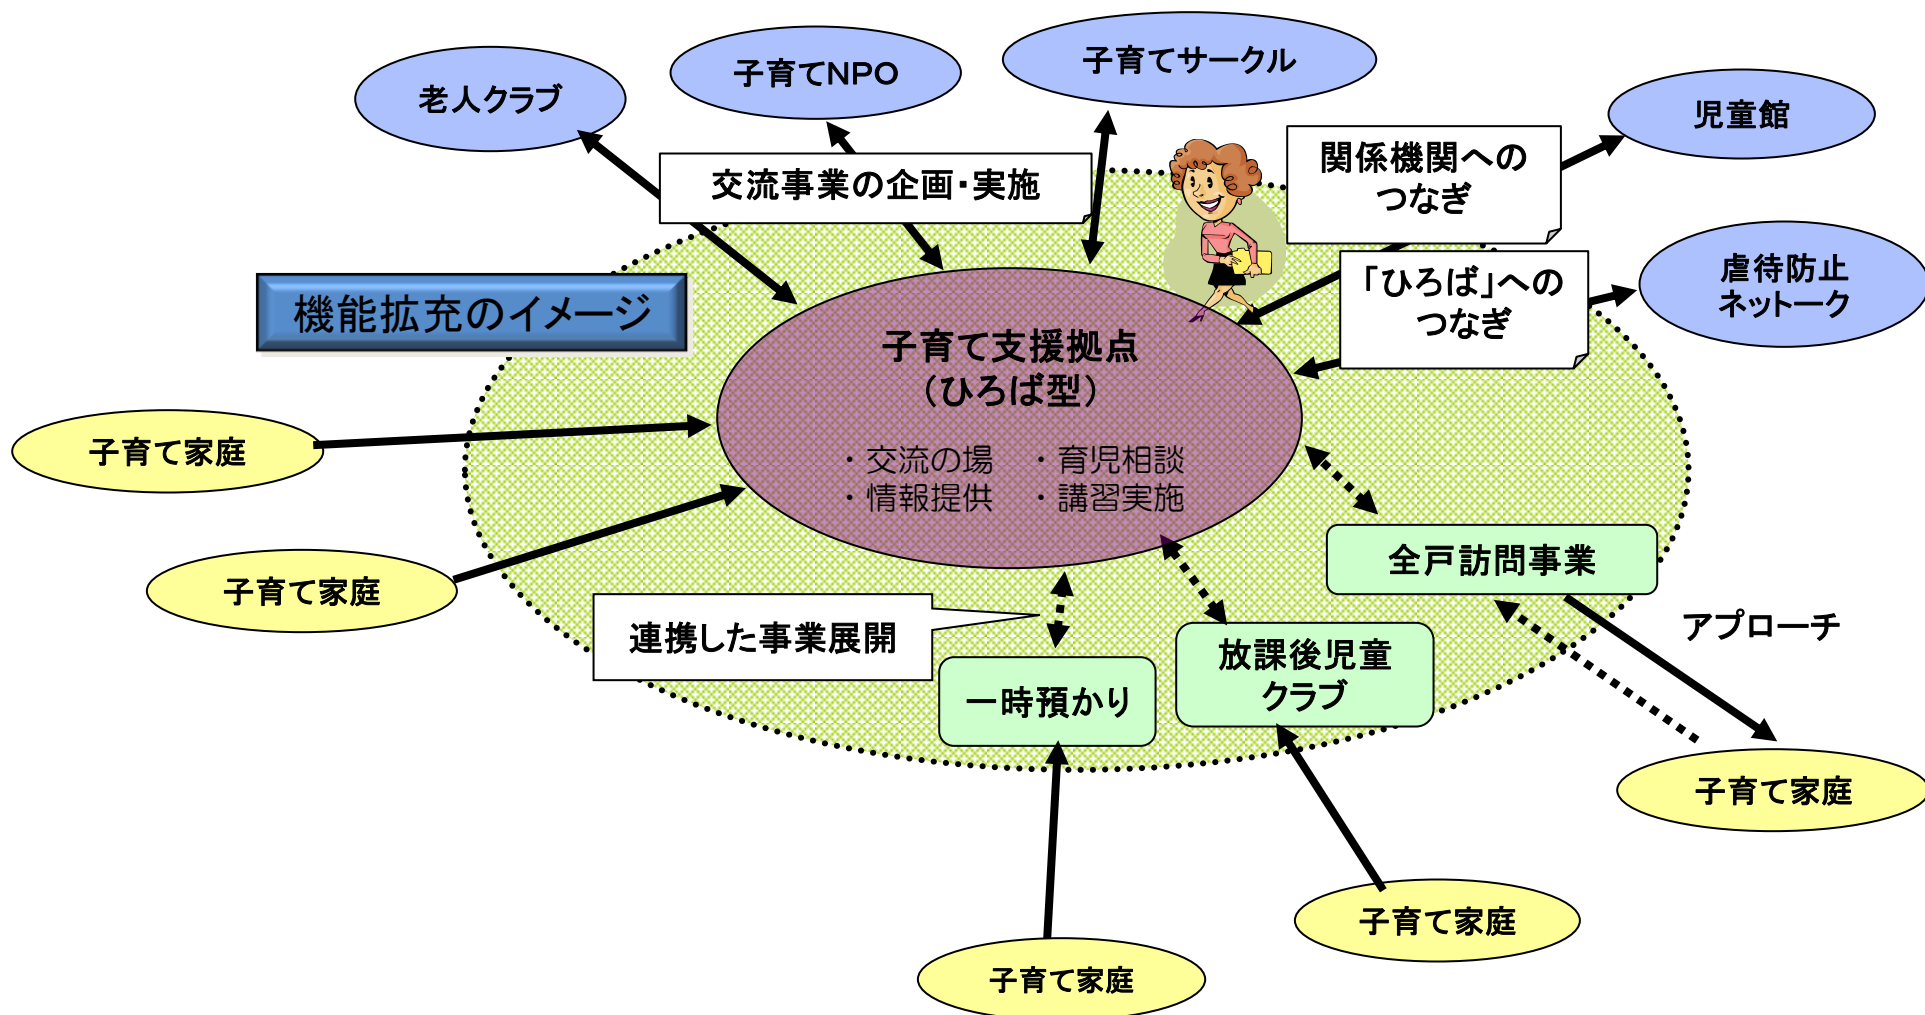 老人クラブ
子育てNPO
子育てサークル
児童館
交流事業の企画・実施
関係機関への
つなぎ
虐待防止
ネットーク
「ひろば」への
つなぎ
機能拡充のイメージ
子育て支援拠点
（ひろば型）
・交流の場　・育児相談
・情報提供　・講習実施
子育て家庭
子育て家庭
全戸訪問事業
アプローチ
連携した事業展開
放課後児童
クラブ
一時預かり
子育て家庭
子育て家庭
子育て家庭